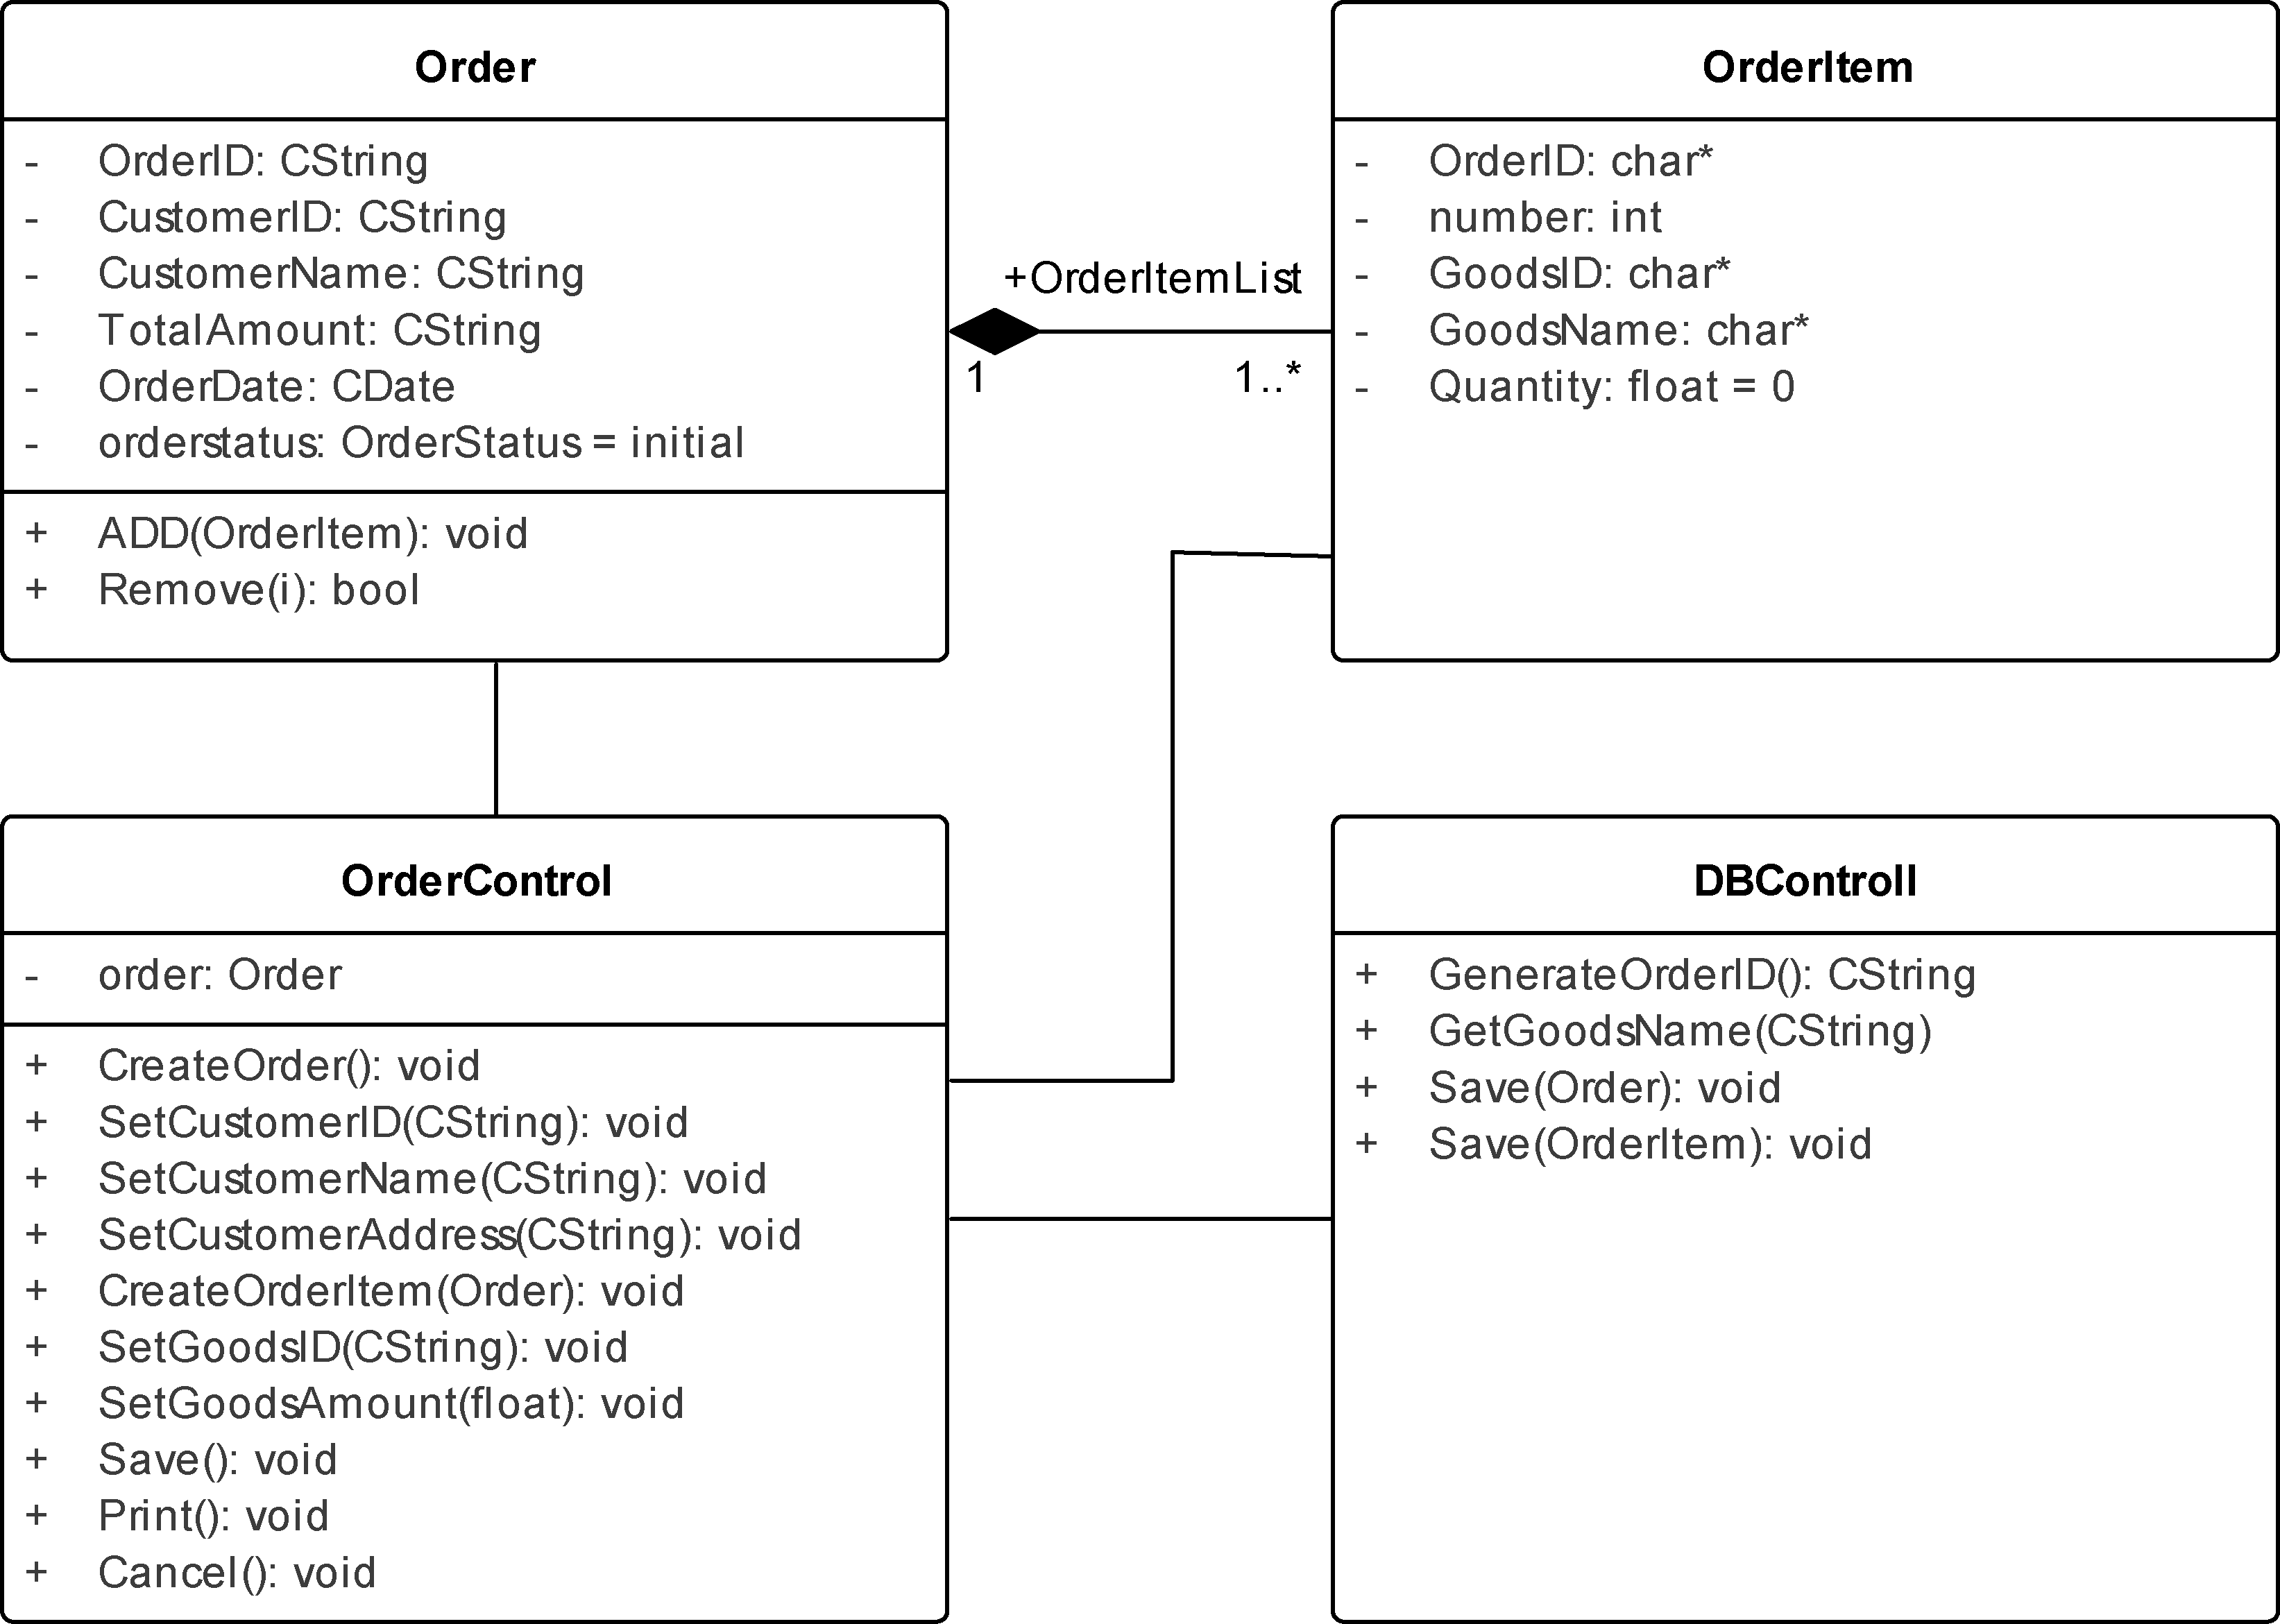 Order
- OrderID: CString
- CustomerID: CString
- CustomerName: CString
- TotalAmount: CString
- OrderDate: CDate
- orderstatus: OrderStatus = initial
+ ADD(OrderItem): void
+ Remove(i): bool
+OrderItemList
1 1..*
OrderItem
- OrderID: char*
- number: int
- GoodsID: char*
- GoodsName: char*
- Quantity: float = 0
OrderControl
- order: Order
+ CreateOrder(): void
+ SetCustomerID(CString): void
+ SetCustomerName(CString): void
+ SetCustomerAddress(CString): void
+ CreateOrderItem(Order): void
+ SetGoodsID(CString): void
+ SetGoodsAmount(float): void
+ Save(): void
+ Print(): void
+ Cancel(): void
DBControll
+ GenerateOrderID(): CString
+ GetGoodsName(CString)
+ Save(Order): void
+ Save(OrderItem): void